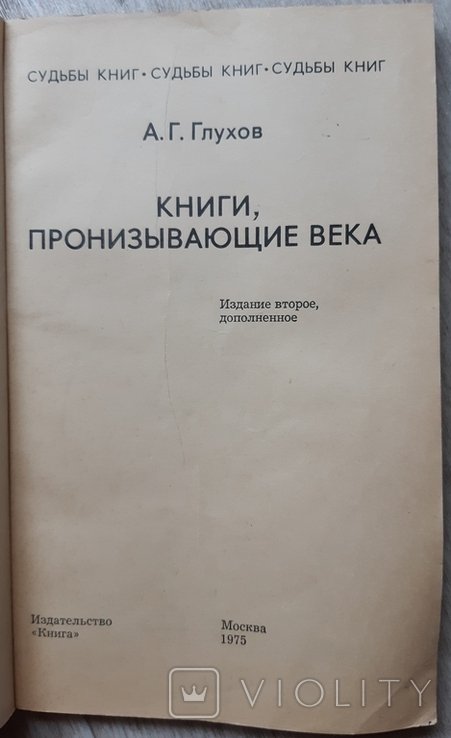 СУДЬБЫ КНИГ • СУДЬБЫ КНИГ • СУДЬБЫ КНИГ
А. Г. Глухов
КНИГИ,
ПРОНИЗЫВАЮЩИЕ ВЕКА
Издание второе,
дополненное
Издательство
«Книга»
Москва
1975
VIOLITY